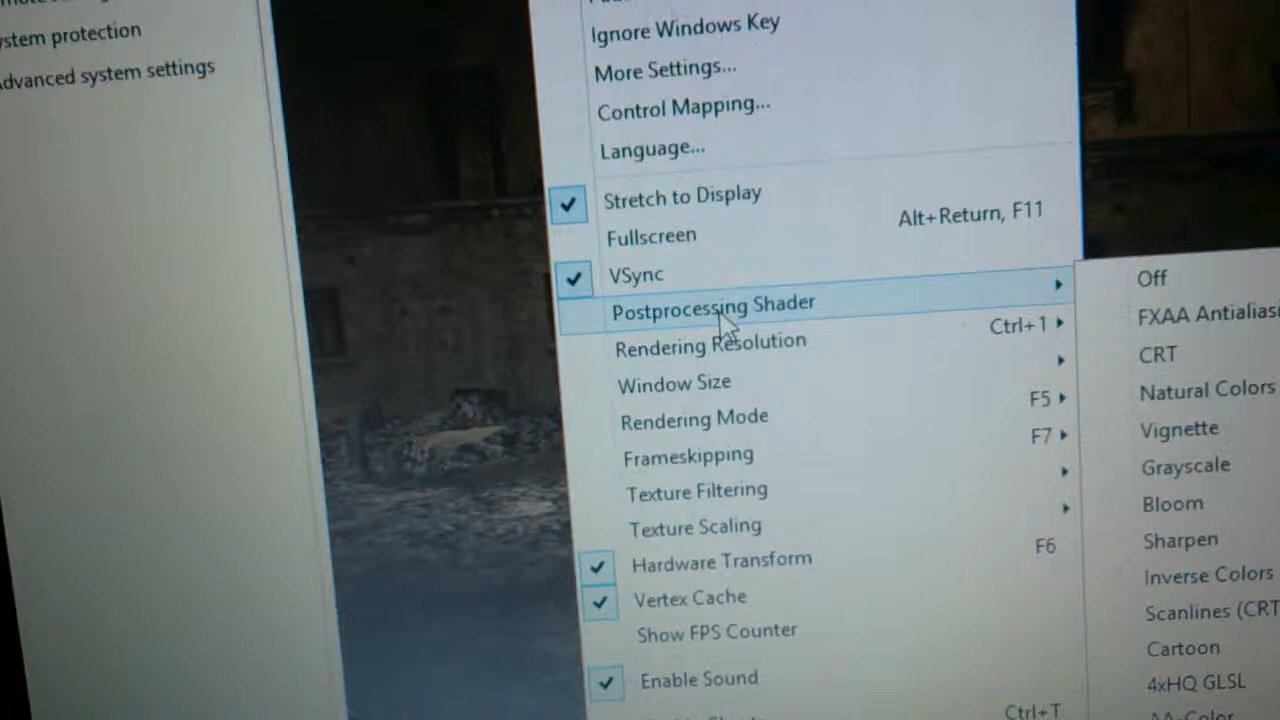 ystem protection
Advanced system settings
Ignore Windows Key
More Settings...
Control Mapping...
Language...
Stretch to Display
Fullscreen Alt+Return, F11
VSync
Postprocessing Shader
Rendering Resolution Ctrl+1
Window Size
Rendering Mode F5
Frameskipping F7
Texture Filtering
Texture Scaling
Hardware Transform F6
Vertex Cache
Show FPS Counter
Enable Sound
Ctrl+T
Off
FXAA Antialias
CRT
Natural Colors
Vignette
Grayscale
Bloom
Sharpen
Inverse Colors
Scanlines (CRT
Cartoon
4xHQ GLSL
AA-Color